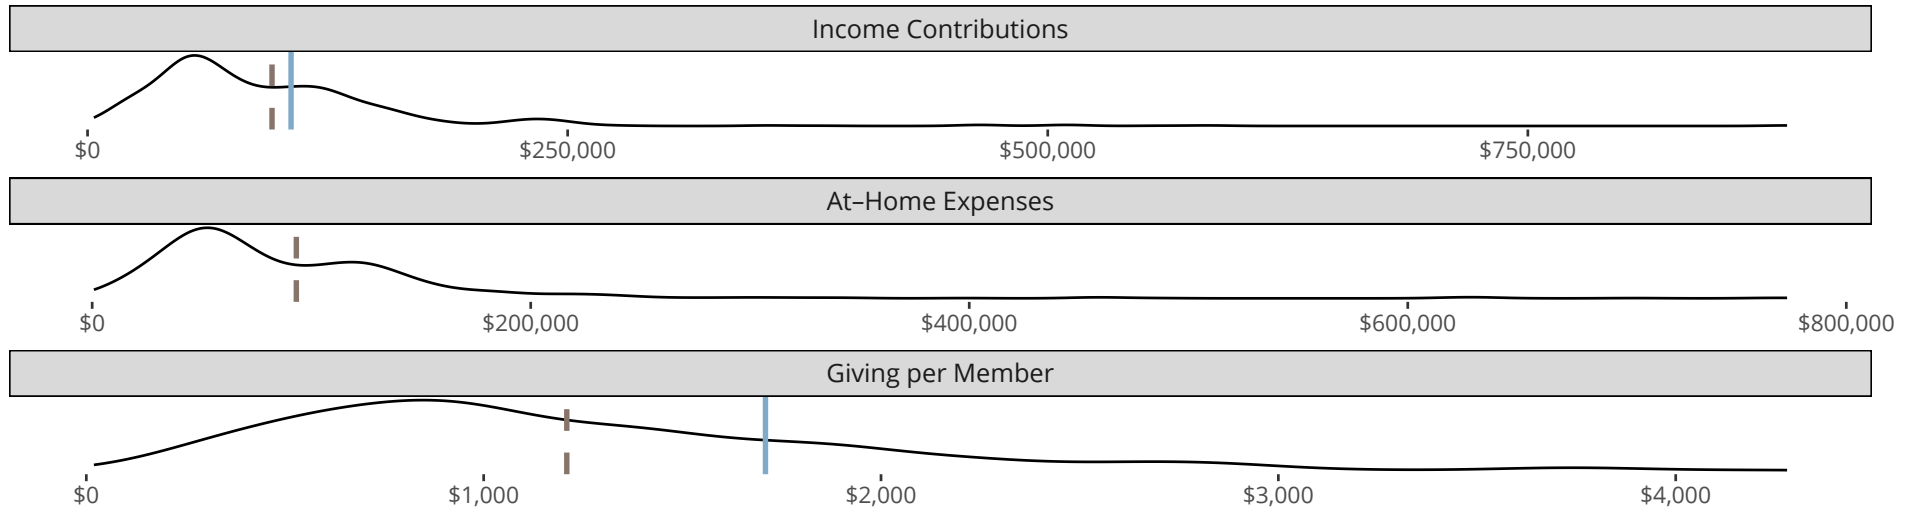 Income Contributions
$0 $250,000 $500,000 $750,000
At–Home Expenses
$0 $200,000 $400,000 $600,000 $800,000
Giving per Member
$0 $1,000 $2,000 $3,000 $4,000